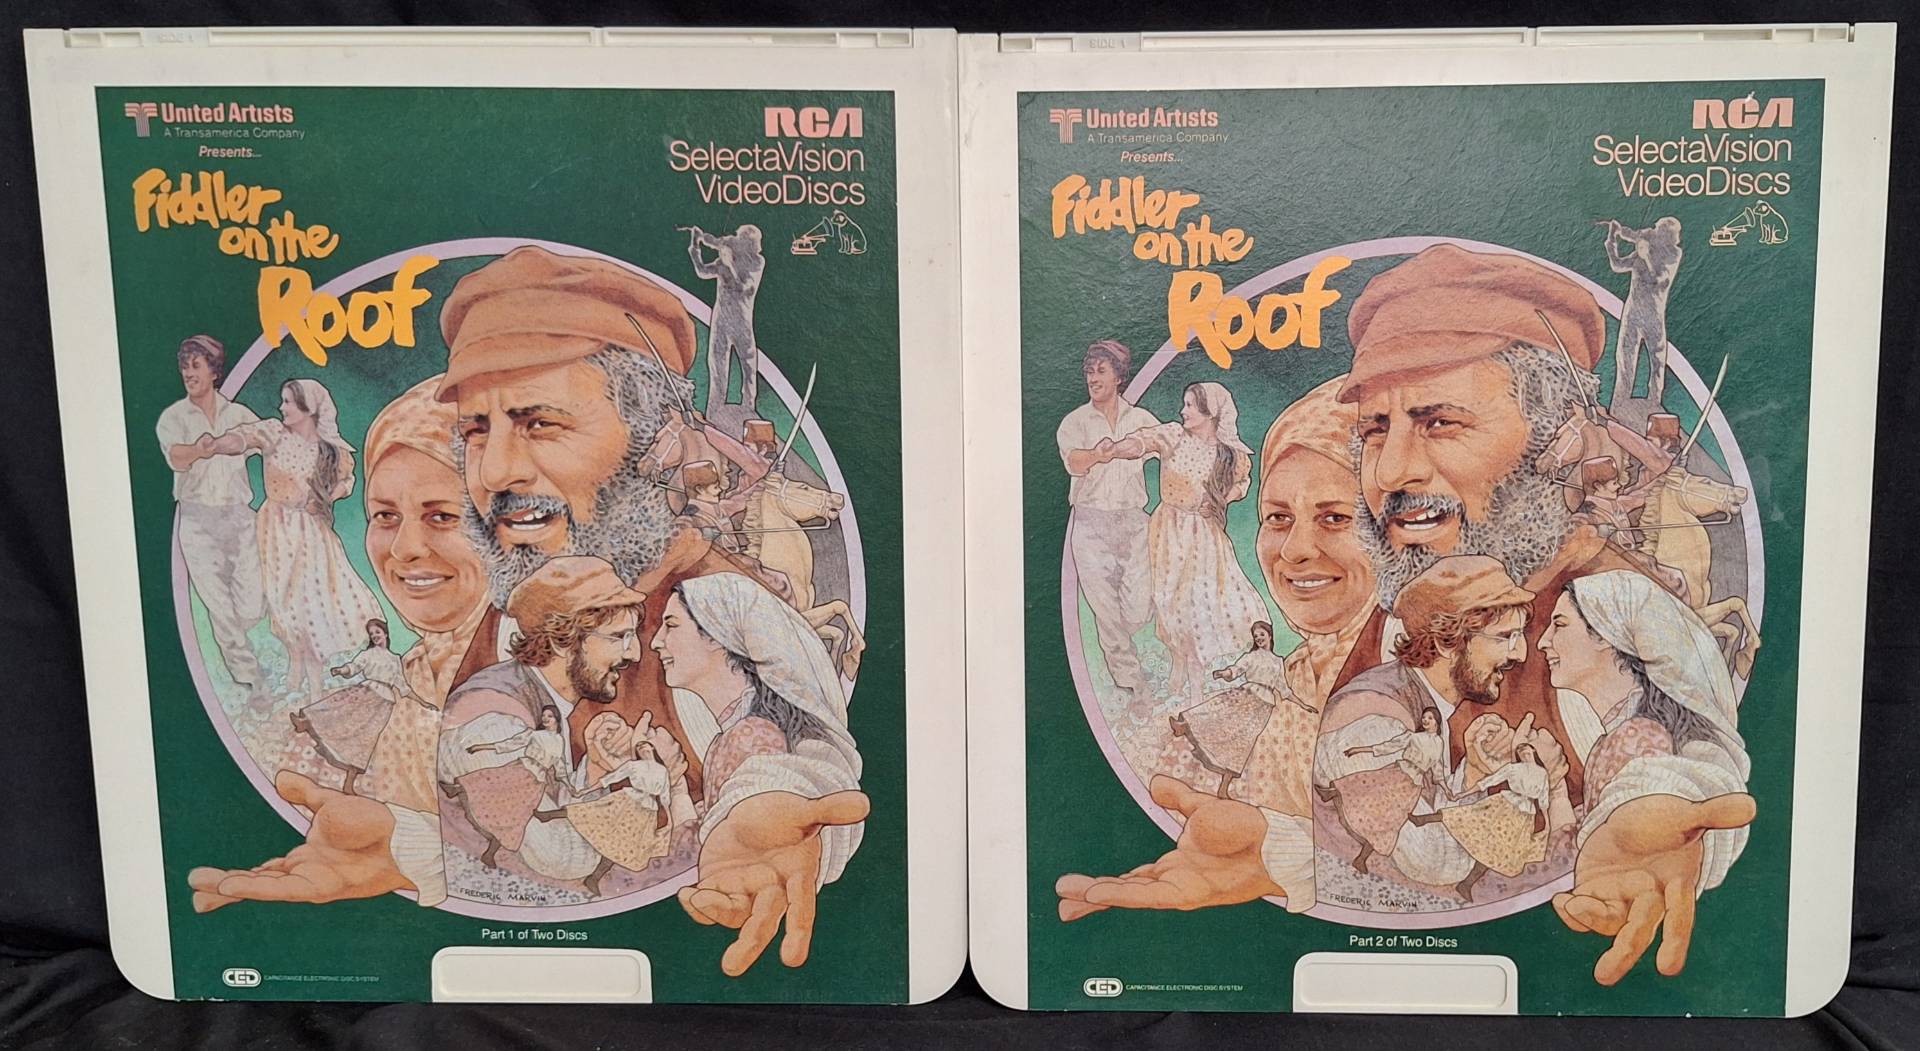 SIDE 1
United Artists
A Transamerica Company
Presents...
RCA
SelectaVision
VideoDiscs
Fiddler
on the
Roof
FREDERIC MARVIN
Part 1 of Two Discs
CED CAPACITANCE ELECTRONIC DISC SYSTEM
SIDE 1
United Artists
A Transamerica Company
Presents...
RCA
SelectaVision
VideoDiscs
Fiddler
on the
Roof
FREDERIC MARVIN
Part 2 of Two Discs
CED CAPACITANCE ELECTRONIC DISC SYSTEM